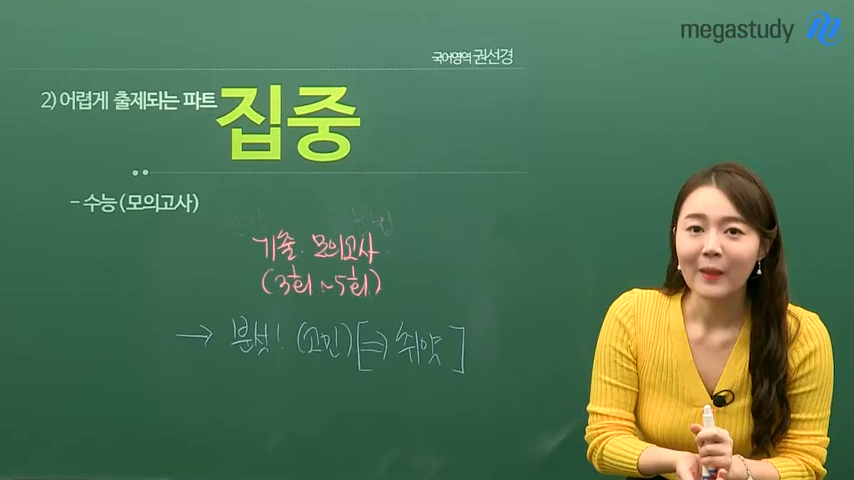 megastudy
국어영역 권선경
2) 어렵게 출제되는 파트 집중
- 수능 (모의고사)
기출 모의고사
(3회~5회)
→ 분석! (고민) [⇒ 취약]